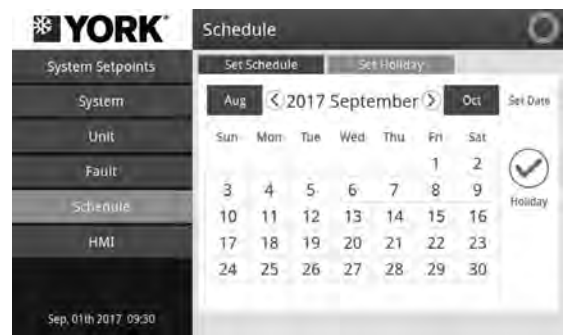 YORK
Schedule
System Setpoints
System
Unit
Fault
Schedule
HMI
Sep, 01th 2017 09:30
Set Schedule Set Holiday
Aug 2017 September Oct Set Date
Sun Mon Tue Wed Thu Fri Sat
1 2
3 4 5 6 7 8 9
Holiday
10 11 12 13 14 15 16
17 18 19 20 21 22 23
24 25 26 27 28 29 30